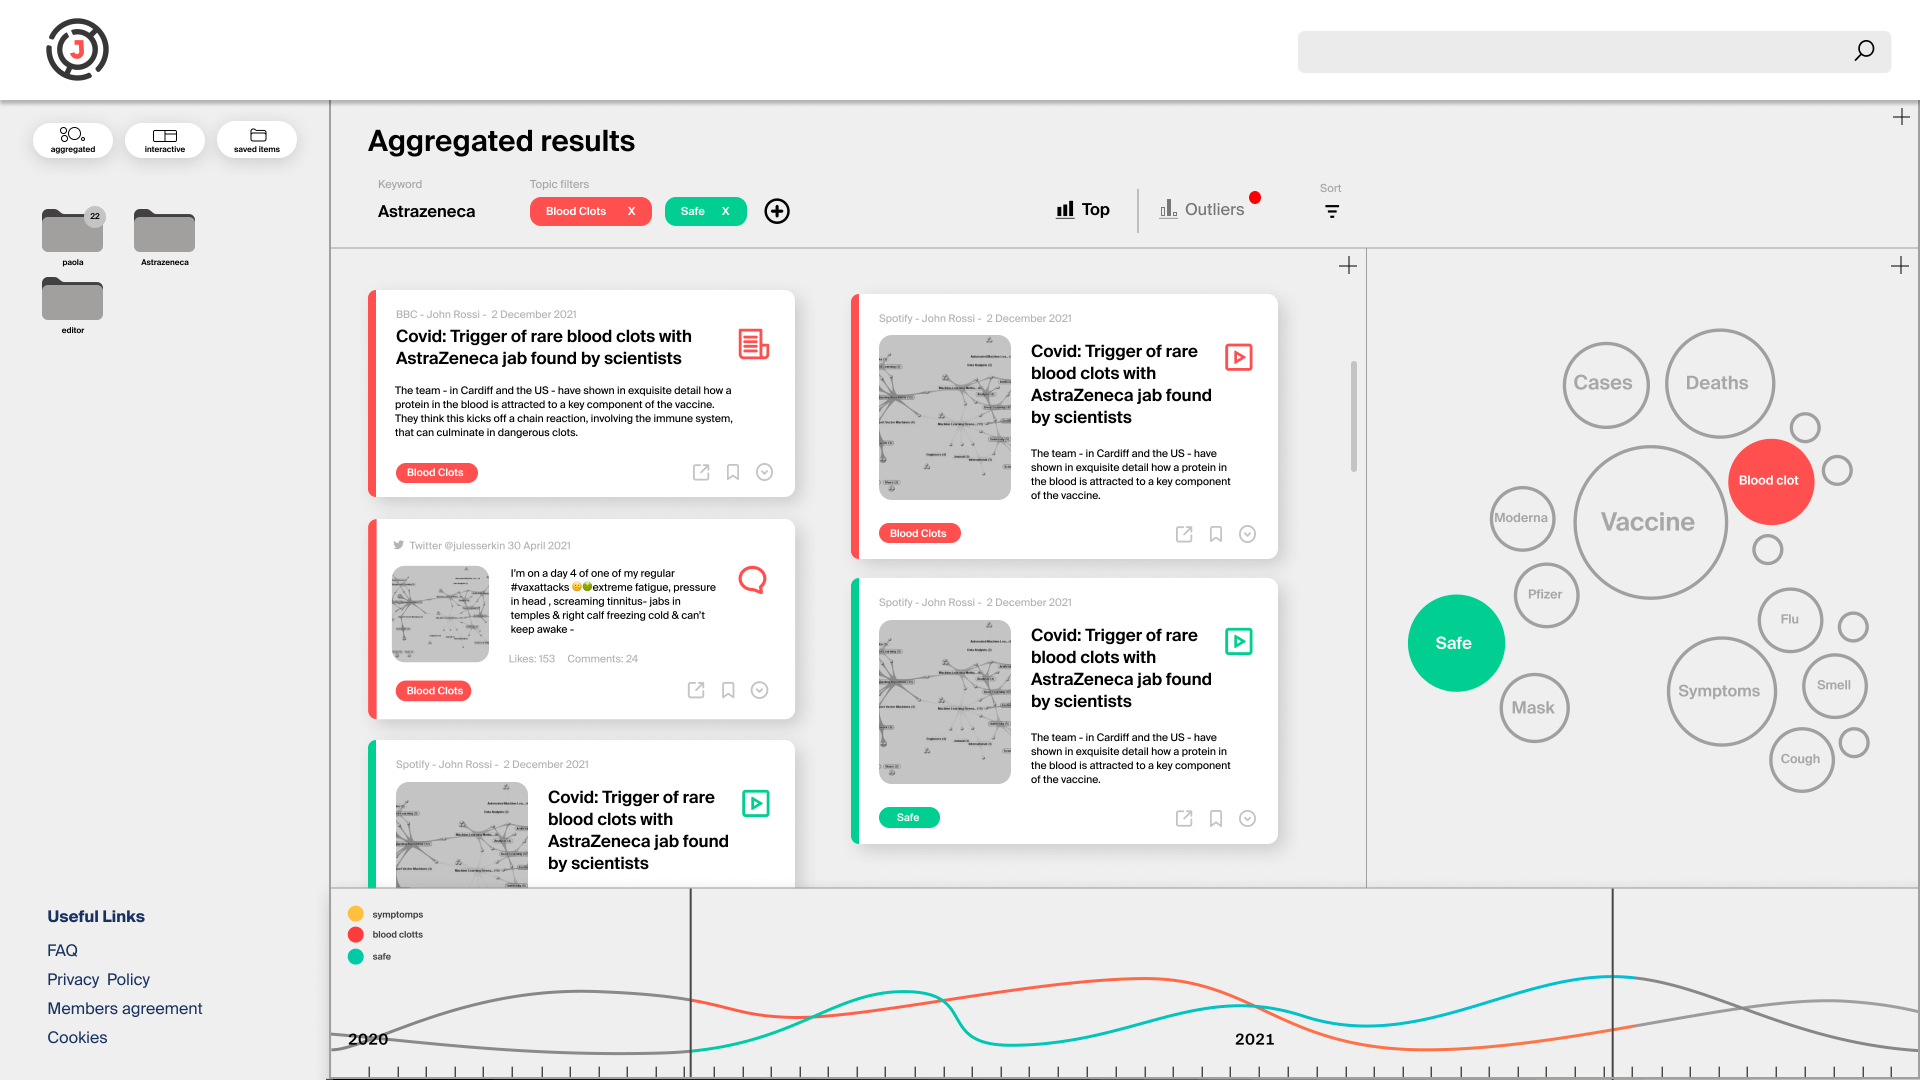 J
aggregated
interactive
saved items
22
paola
Astrazeneca
editor
Useful Links
FAQ
Privacy Policy
Members agreement
Cookies
Aggregated results
Keyword
Astrazeneca
Topic filters
Blood Clots X
Safe X
Top
Outliers
Sort
BBC - John Rossi - 2 December 2021
Covid: Trigger of rare blood clots with
AstraZeneca jab found by scientists
The team - in Cardiff and the US - have shown in exquisite detail how a
protein in the blood is attracted to a key component of the vaccine.
They think this kicks off a chain reaction, involving the immune system,
that can culminate in dangerous clots.
Blood Clots
Twitter @julesserkin 30 April 2021
I'm on a day 4 of one of my regular
#vaxattacks 😑🤢extreme fatigue, pressure
in head , screaming tinnitus- jabs in
temples & right calf freezing cold & can't
keep awake -
Likes: 153 Comments: 24
Blood Clots
Spotify - John Rossi - 2 December 2021
Covid: Trigger of rare
blood clots with
AstraZeneca jab found
by scientists
Spotify - John Rossi - 2 December 2021
Covid: Trigger of rare
blood clots with
AstraZeneca jab found
by scientists
The team - in Cardiff and the US - have
shown in exquisite detail how a protein in
the blood is attracted to a key component
of the vaccine.
Blood Clots
Spotify - John Rossi - 2 December 2021
Covid: Trigger of rare
blood clots with
AstraZeneca jab found
by scientists
The team - in Cardiff and the US - have
shown in exquisite detail how a protein in
the blood is attracted to a key component
of the vaccine.
Safe
Cases
Deaths
Blood clot
Vaccine
Moderna
Pfizer
Flu
Safe
Smell
Symptoms
Mask
Cough
symptomps
blood clotts
safe
2020
2021